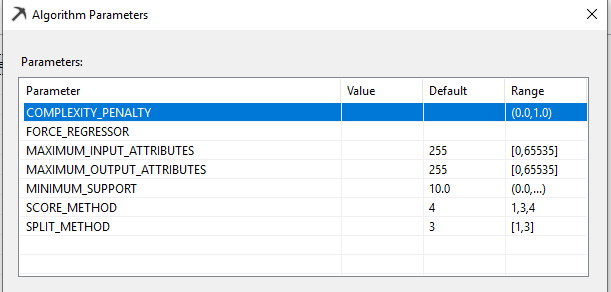 Algorithm Parameters
Parameters:
Parameter Value Default Range
COMPLEXITY_PENALTY (0.0,1.0)
FORCE_REGRESSOR
MAXIMUM_INPUT_ATTRIBUTES 255 [0,65535]
MAXIMUM_OUTPUT_ATTRIBUTES 255 [0,65535]
MINIMUM_SUPPORT 10.0 (0.0,...)
SCORE_METHOD 4 1,3,4
SPLIT_METHOD 3 [1,3]